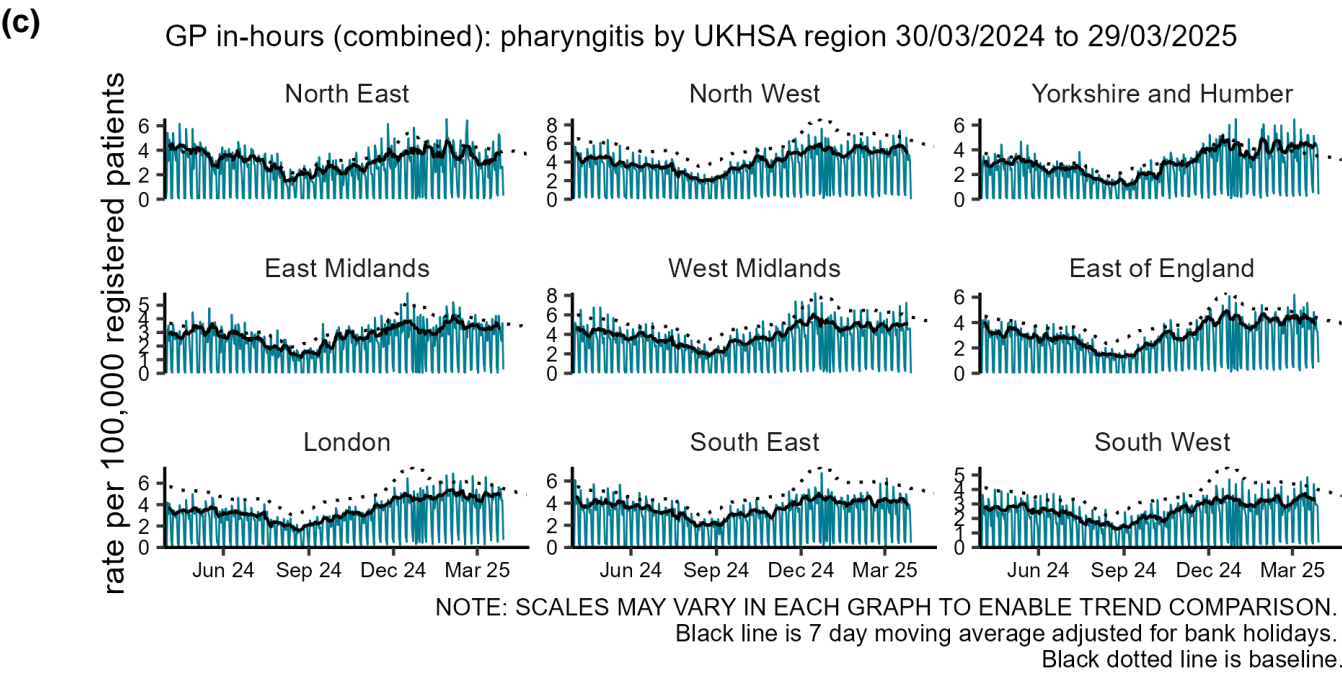 (c)
GP in-hours (combined): pharyngitis by UKHSA region 30/03/2024 to 29/03/2025
rate per 100,000 registered patients
North East
6
4
2
0
North West
8
6
4
2
0
Yorkshire and Humber
6
4
2
0
East Midlands
5
4
3
2
1
0
West Midlands
8
6
4
2
0
East of England
6
4
2
0
London
6
4
2
0
Jun 24 Sep 24 Dec 24 Mar 25
South East
6
4
2
0
Jun 24 Sep 24 Dec 24 Mar 25
South West
5
4
3
2
1
0
Jun 24 Sep 24 Dec 24 Mar 25
NOTE: SCALES MAY VARY IN EACH GRAPH TO ENABLE TREND COMPARISON.
Black line is 7 day moving average adjusted for bank holidays.
Black dotted line is baseline.